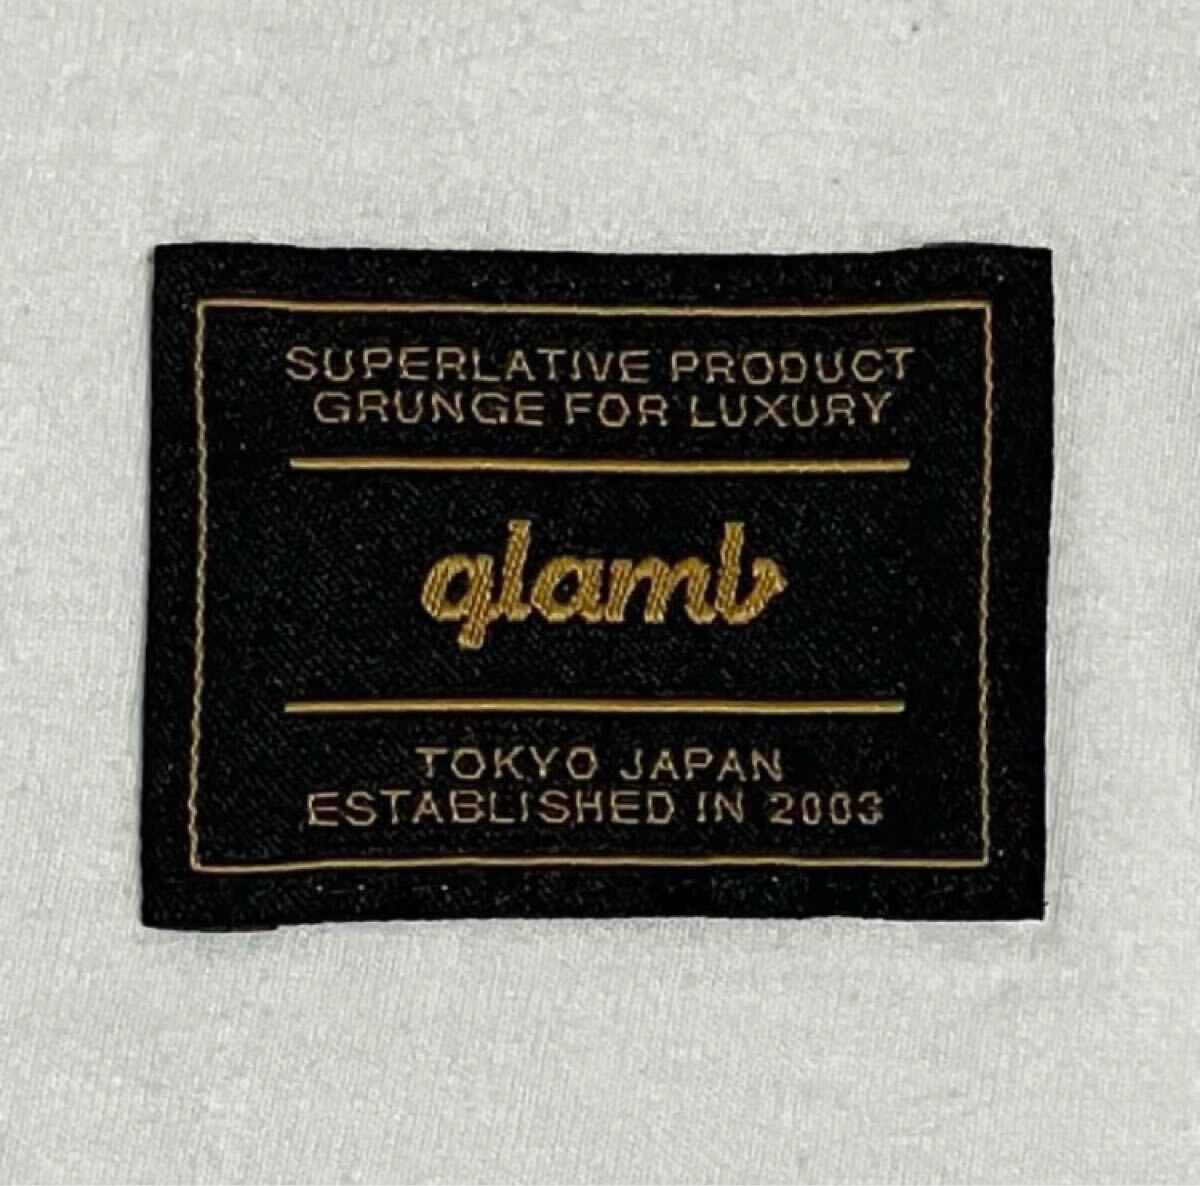 SUPERLATIVE PRODUCT
GRUNGE FOR LUXURY
glamb
TOKYO JAPAN
ESTABLISHED IN 2003